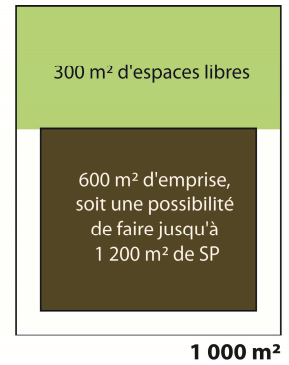 300 m² d'espaces libres
600 m² d'emprise,
soit une possibilité
de faire jusqu'à
1 200 m² de SP
1 000 m²